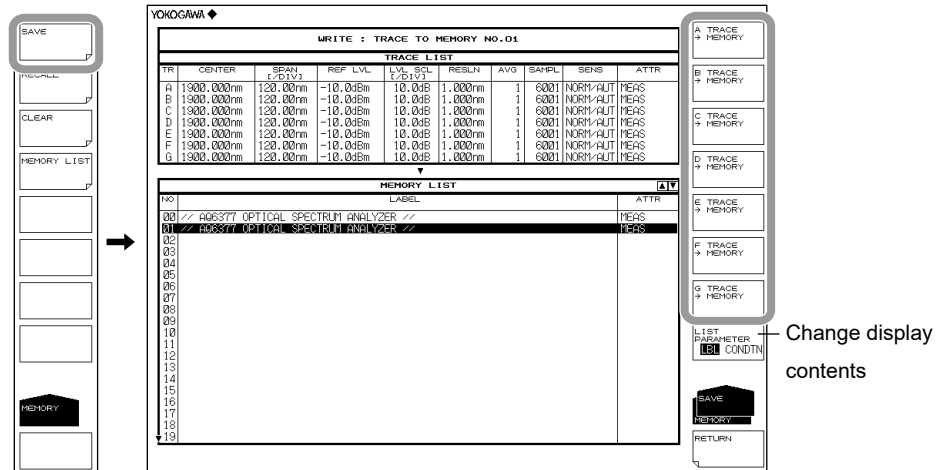 SAVE
RECALL
CLEAR
MEMORY LIST
MEMORY
YOKOGAWA ◆
WRITE : TRACE TO MEMORY NO.01
TRACE LIST
TR CENTER SPAN [/DIV] REF LVL LVL SCL [/DIV] RESLN AVG SAMPL SENS ATTR
A 1900.000nm 120.00nm -10.0dBm 10.0dB 1.000nm 1 6001 NORM/AUT MEAS
B 1900.000nm 120.00nm -10.0dBm 10.0dB 1.000nm 1 6001 NORM/AUT MEAS
C 1900.000nm 120.00nm -10.0dBm 10.0dB 1.000nm 1 6001 NORM/AUT MEAS
D 1900.000nm 120.00nm -10.0dBm 10.0dB 1.000nm 1 6001 NORM/AUT MEAS
E 1900.000nm 120.00nm -10.0dBm 10.0dB 1.000nm 1 6001 NORM/AUT MEAS
F 1900.000nm 120.00nm -10.0dBm 10.0dB 1.000nm 1 6001 NORM/AUT MEAS
G 1900.000nm 120.00nm -10.0dBm 10.0dB 1.000nm 1 6001 NORM/AUT MEAS
MEMORY LIST
NO LABEL ATTR
00 // AQ6377 OPTICAL SPECTRUM ANALYZER // MEAS
01 // AQ6377 OPTICAL SPECTRUM ANALYZER // MEAS
02
03
04
05
06
07
08
09
10
11
12
13
14
15
16
17
18
19
A TRACE
→ MEMORY
B TRACE
→ MEMORY
C TRACE
→ MEMORY
D TRACE
→ MEMORY
E TRACE
→ MEMORY
F TRACE
→ MEMORY
G TRACE
→ MEMORY
LIST
PARAMETER
LBL CONDTN
SAVE
MEMORY
RETURN
Change display
contents